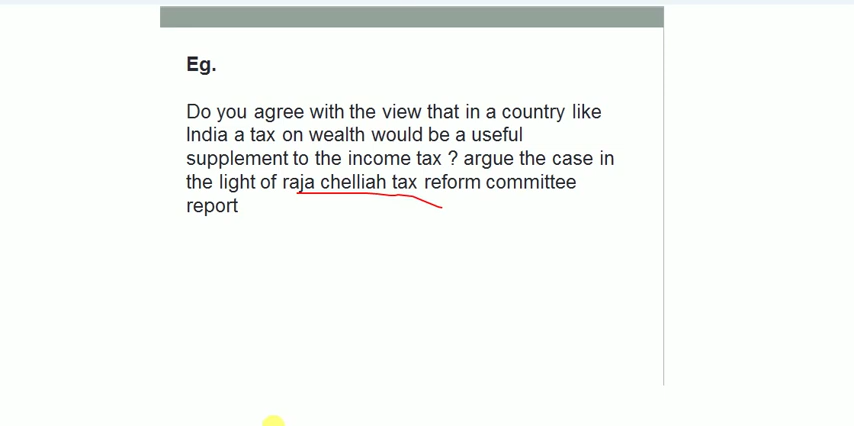 Eg.
Do you agree with the view that in a country like
India a tax on wealth would be a useful
supplement to the income tax ? argue the case in
the light of raja chelliah tax reform committee
report